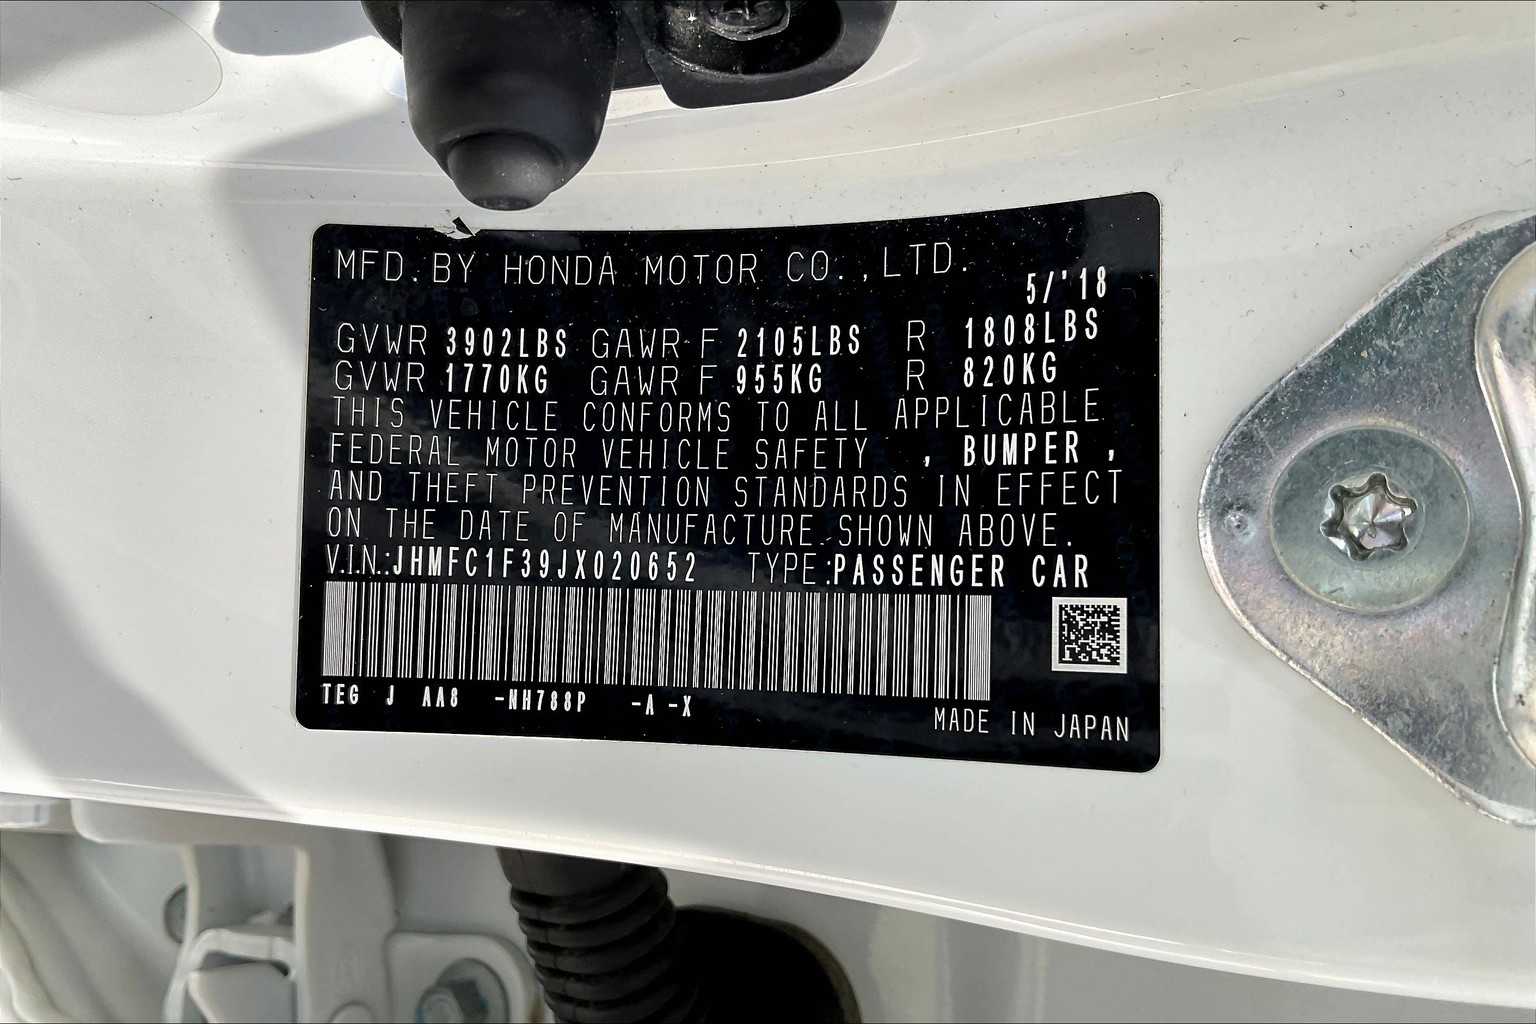 MFD. BY HONDA MOTOR CO.,LTD.
5/'18
GVWR 3902LBS GAWR F 2105LBS R 1808LBS
GVWR 1770KG GAWR F 955KG R 820KG
THIS VEHICLE CONFORMS TO ALL APPLICABLE
FEDERAL MOTOR VEHICLE SAFETY , BUMPER ,
AND THEFT PREVENTION STANDARDS IN EFFECT
ON THE DATE OF MANUFACTURE SHOWN ABOVE.
V.I.N.:JHMFC1F39JX020652 TYPE:PASSENGER CAR
TEG J AA8 -NH788P -A -X
MADE IN JAPAN